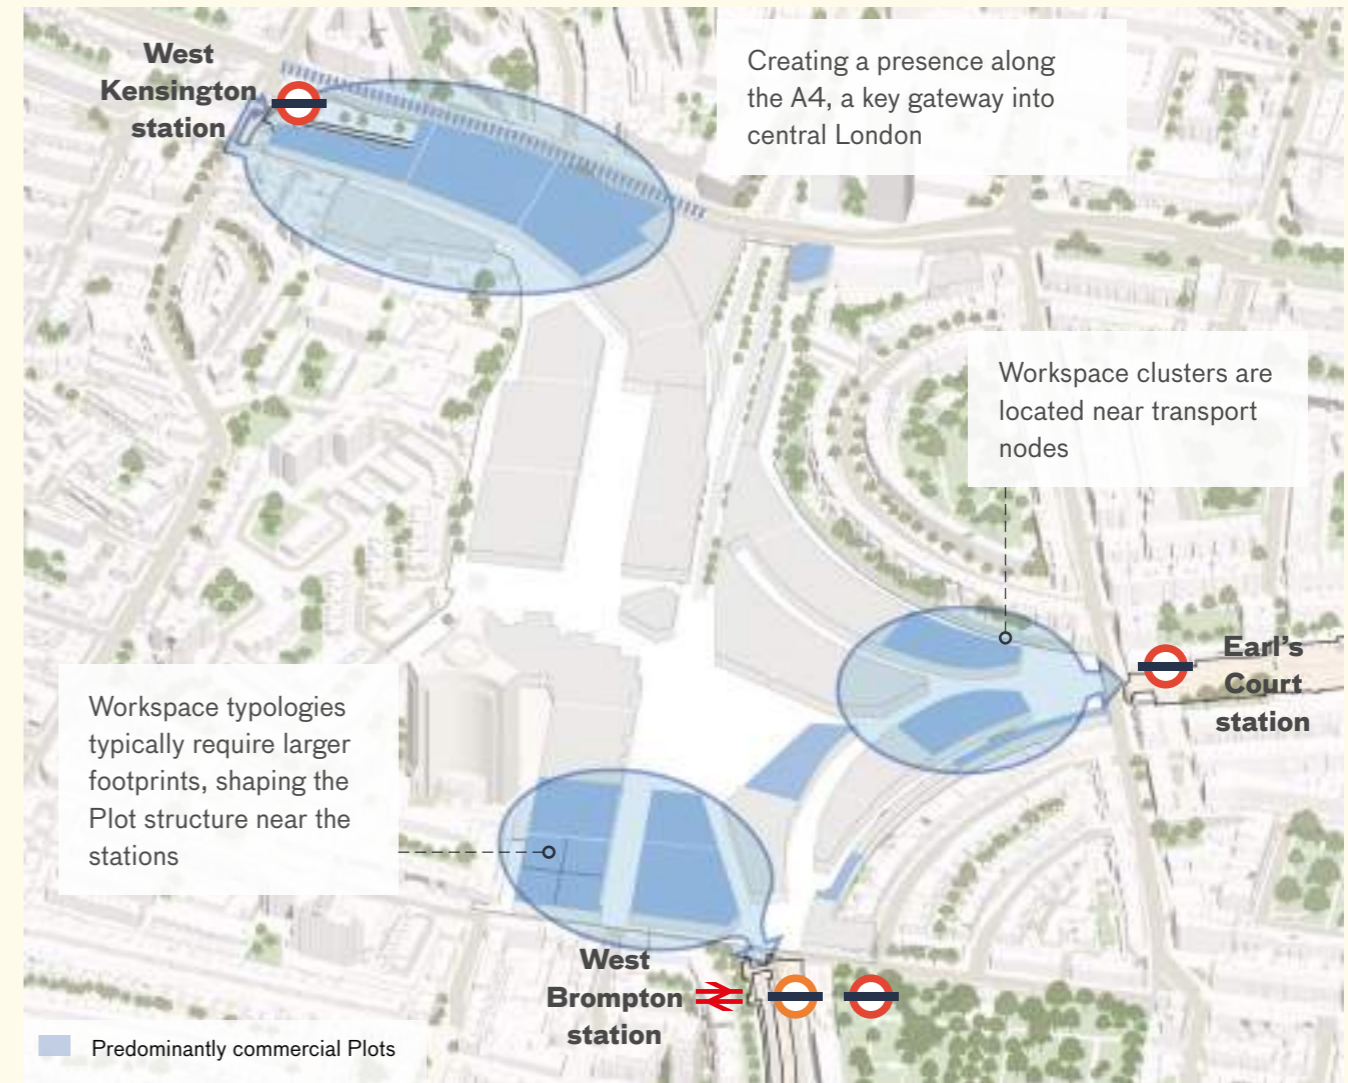 West
Kensington
station
Creating a presence along
the A4, a key gateway into
central London
Workspace clusters are
located near transport
nodes
Earl’s
Court
station
Workspace typologies
typically require larger
footprints, shaping the
Plot structure near the
stations
West
Brompton
station
Predominantly commercial Plots